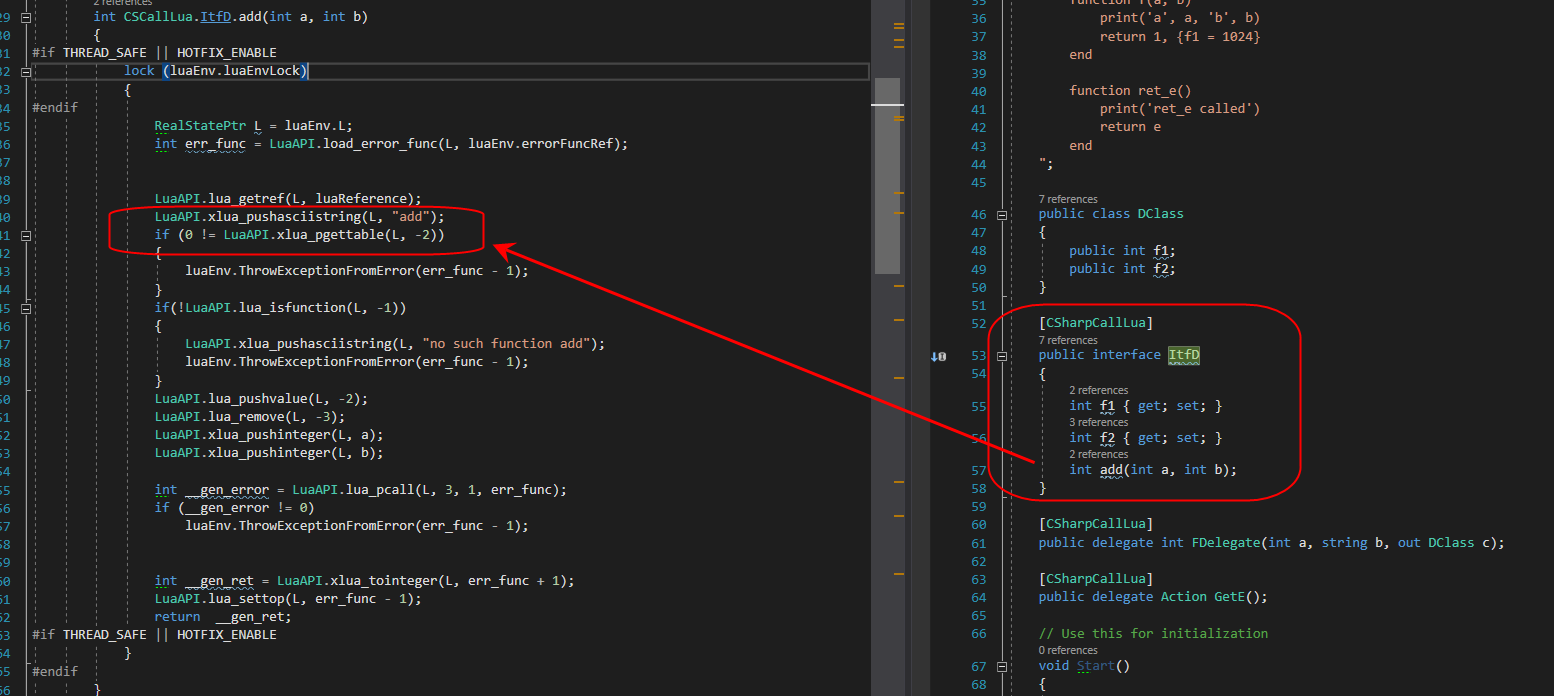 2 references
29 int CSCallLua.ItfD.add(int a, int b)
30 {
31 #if THREAD_SAFE || HOTFIX_ENABLE
32 lock (luaEnv.luaEnvLock)
33 {
34 #endif
35 RealStatePtr L = luaEnv.L;
36 int err_func = LuaAPI.load_error_func(L, luaEnv.errorFuncRef);
37
38
39 LuaAPI.lua_getref(L, luaReference);
40 LuaAPI.xlua_pushasciistring(L, "add");
41 if (0 != LuaAPI.xlua_pgettable(L, -2))
42 {
43 luaEnv.ThrowExceptionFromError(err_func - 1);
44 }
45 if(!LuaAPI.lua_isfunction(L, -1))
46 {
47 LuaAPI.xlua_pushasciistring(L, "no such function add");
48 luaEnv.ThrowExceptionFromError(err_func - 1);
49 }
50 LuaAPI.lua_pushvalue(L, -2);
51 LuaAPI.lua_remove(L, -3);
52 LuaAPI.xlua_pushinteger(L, a);
53 LuaAPI.xlua_pushinteger(L, b);
54
55 int __gen_error = LuaAPI.lua_pcall(L, 3, 1, err_func);
56 if (__gen_error != 0)
57 luaEnv.ThrowExceptionFromError(err_func - 1);
58
59
60 int __gen_ret = LuaAPI.xlua_tointeger(L, err_func + 1);
61 LuaAPI.lua_settop(L, err_func - 1);
62 return __gen_ret;
63 #if THREAD_SAFE || HOTFIX_ENABLE
64 }
65 #endif
66 }
35 function f(a, b)
36 print('a', a, 'b', b)
37 return 1, {f1 = 1024}
38 end
39
40 function ret_e()
41 print('ret_e called')
42 return e
43 end
44 ";
45
7 references
46 public class DClass
47 {
48 public int f1;
49 public int f2;
50 }
51
52 [CSharpCallLua]
7 references
53 public interface ItfD
54 {
2 references
55 int f1 { get; set; }
3 references
56 int f2 { get; set; }
2 references
57 int add(int a, int b);
58 }
59
60 [CSharpCallLua]
61 public delegate int FDelegate(int a, string b, out DClass c);
62
63 [CSharpCallLua]
64 public delegate Action GetE();
65
66 // Use this for initialization
0 references
67 void Start()
68 {